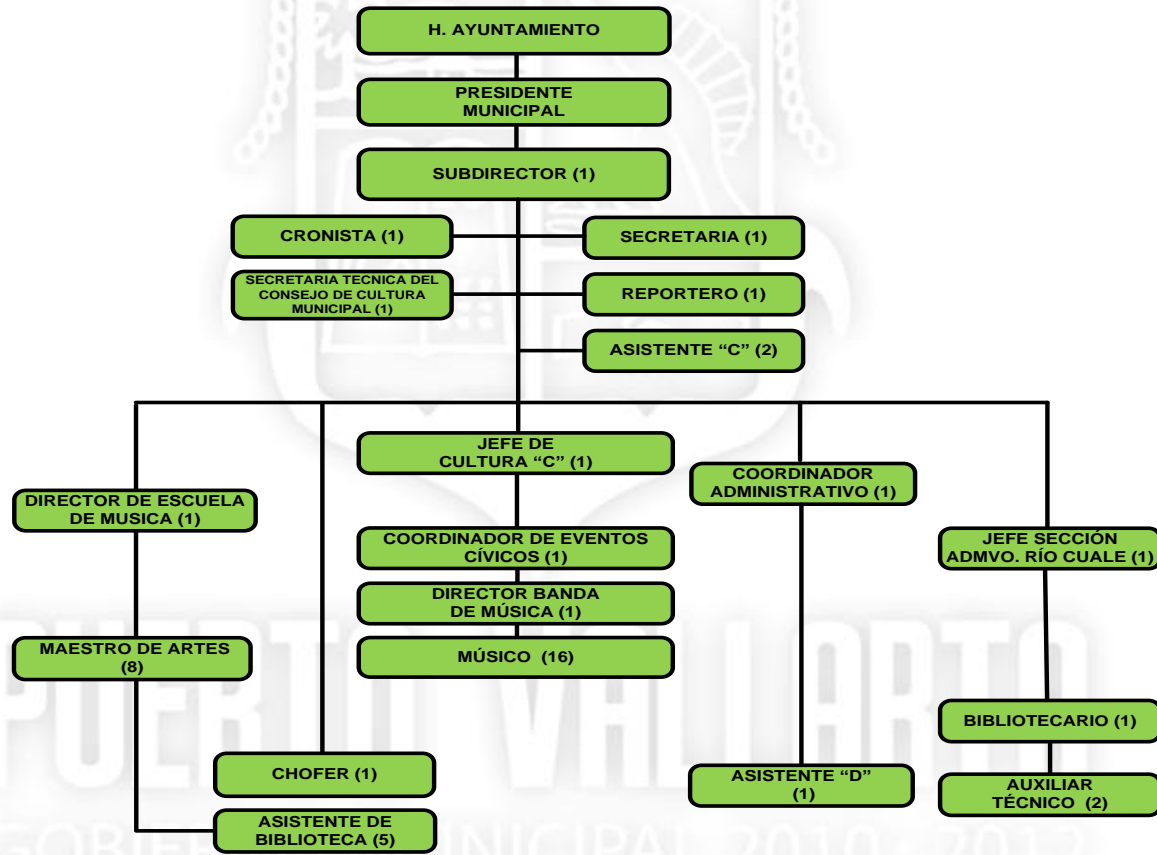 H. AYUNTAMIENTO
PRESIDENTE
MUNICIPAL
SUBDIRECTOR (1)
CRONISTA (1)
SECRETARIA (1)
SECRETARIA TECNICA DEL
CONSEJO DE CULTURA
MUNICIPAL (1)
REPORTERO (1)
ASISTENTE “C” (2)
JEFE DE
CULTURA “C” (1)
COORDINADOR
ADMINISTRATIVO (1)
DIRECTOR DE ESCUELA
DE MUSICA (1)
COORDINADOR DE EVENTOS
CÍVICOS (1)
JEFE SECCIÓN
ADMVO. RÍO CUALE (1)
DIRECTOR BANDA
DE MÚSICA (1)
MAESTRO DE ARTES
(8)
MÚSICO (16)
BIBLIOTECARIO (1)
CHOFER (1)
ASISTENTE “D”
(1)
AUXILIAR
TÉCNICO (2)
ASISTENTE DE
BIBLIOTECA (5)
PUERTO VALLARTA
GOBIERNO MUNICIPAL 2010 - 2012